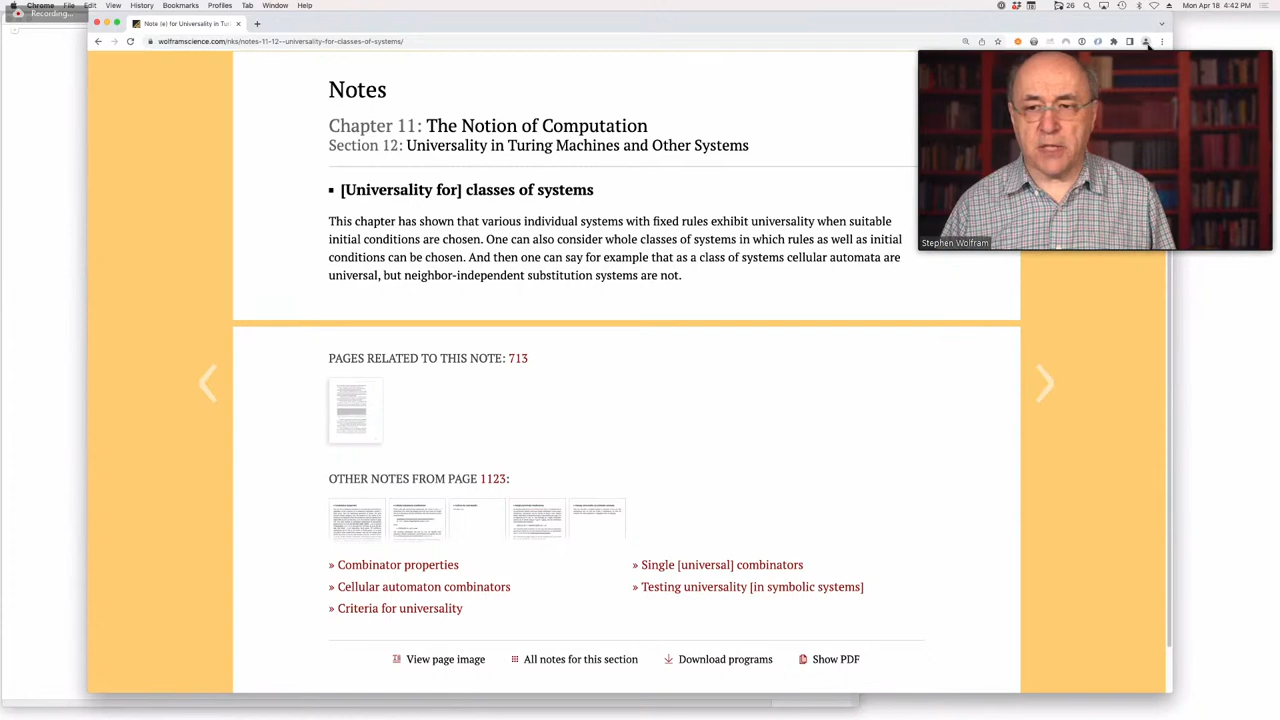 Chrome File Edit View History Bookmarks Profiles Tab Window Help
26
Mon Apr 18 4:42 PM
Recording...
Note (e) for Universality in Tu
wolframscience.com/nks/notes-11-12--universality-for-classes-of-systems/
Notes
Chapter 11: The Notion of Computation
Section 12: Universality in Turing Machines and Other Systems
▪ [Universality for] classes of systems
This chapter has shown that various individual systems with fixed rules exhibit universality when suitable
initial conditions are chosen. One can also consider whole classes of systems in which rules as well as initial
conditions can be chosen. And then one can say for example that as a class of systems cellular automata are
universal, but neighbor-independent substitution systems are not.
Stephen Wolfram
PAGES RELATED TO THIS NOTE: 713
OTHER NOTES FROM PAGE 1123:
» Combinator properties
» Single [universal] combinators
» Cellular automaton combinators
» Testing universality [in symbolic systems]
» Criteria for universality
View page image
All notes for this section
Download programs
Show PDF